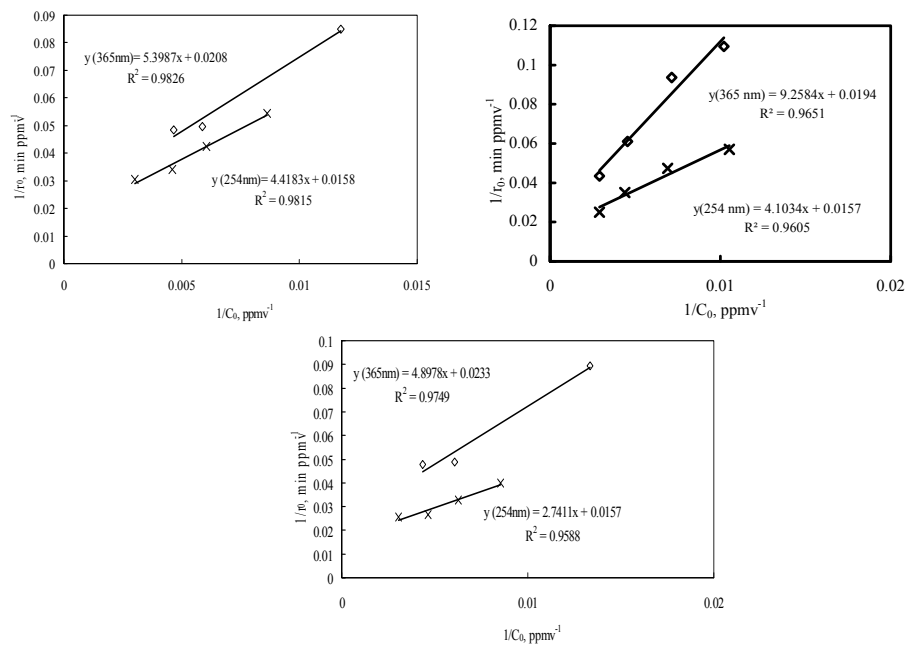 0.09
0.08
0.07
0.06
0.05
0.04
0.03
0.02
0.01
0
1/r₀, min ppmv⁻¹
y (365nm)= 5.3987x + 0.0208
R² = 0.9826
y (254nm) = 4.4183x + 0.0158
R² = 0.9815
0 0.005 0.01 0.015
1/C₀, ppmv⁻¹
0.12
0.1
0.08
0.06
0.04
0.02
0
1/r₀, min ppmv⁻¹
y(365 nm) = 9.2584x + 0.0194
R² = 0.9651
y(254 nm) = 4.1034x + 0.0157
R² = 0.9605
0 0.01 0.02
1/C₀, ppmv⁻¹
0.1
0.09
0.08
0.07
0.06
0.05
0.04
0.03
0.02
0.01
0
1/r₀, min ppmv⁻¹
y (365nm) = 4.8978x + 0.0233
R² = 0.9749
y (254nm) = 2.7411x + 0.0157
R² = 0.9588
0 0.01 0.02
1/C₀, ppmv⁻¹